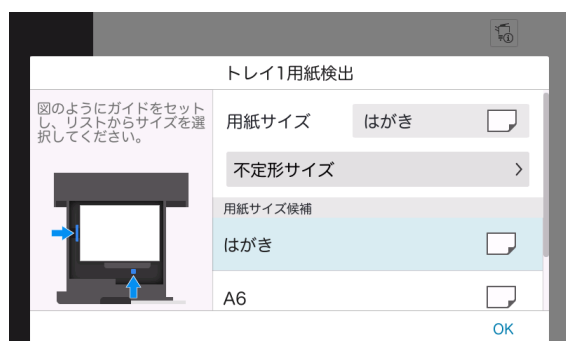 トレイ1用紙検出
図のようにガイドをセット
し、リストからサイズを選
択してください。
用紙サイズ
はがき
不定形サイズ
用紙サイズ候補
はがき
A6
OK